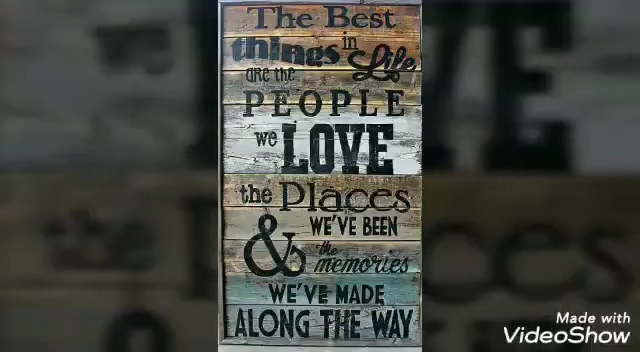 The Best
things in Life
are the
PEOPLE
we LOVE
the Places
WE'VE BEEN
& the memories
WE'VE MADE
ALONG THE WAY
Made with
VideoShow